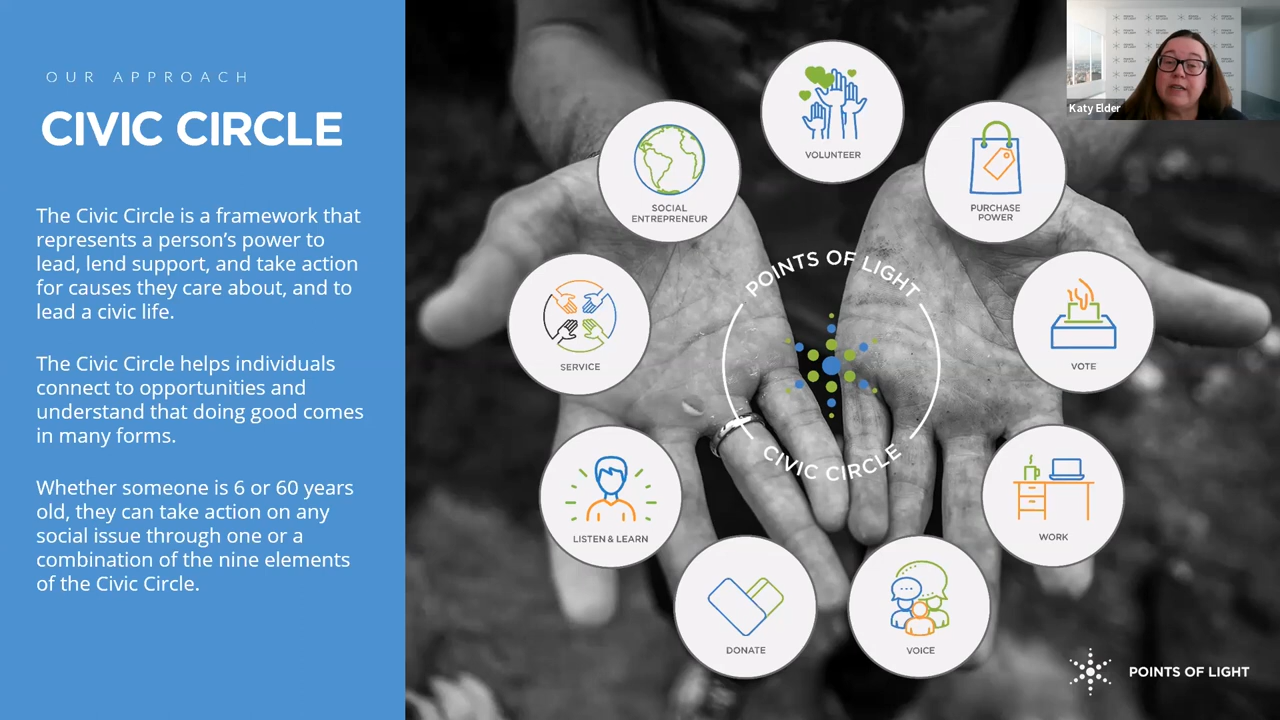 OUR APPROACH
CIVIC CIRCLE
The Civic Circle is a framework that
represents a person’s power to
lead, lend support, and take action
for causes they care about, and to
lead a civic life.
The Civic Circle helps individuals
connect to opportunities and
understand that doing good comes
in many forms.
Whether someone is 6 or 60 years
old, they can take action on any
social issue through one or a
combination of the nine elements
of the Civic Circle.
VOLUNTEER
PURCHASE
POWER
VOTE
WORK
VOICE
DONATE
LISTEN & LEARN
SERVICE
SOCIAL
ENTREPRENEUR
POINTS OF LIGHT
CIVIC CIRCLE
Katy Elder
POINTS OF LIGHT